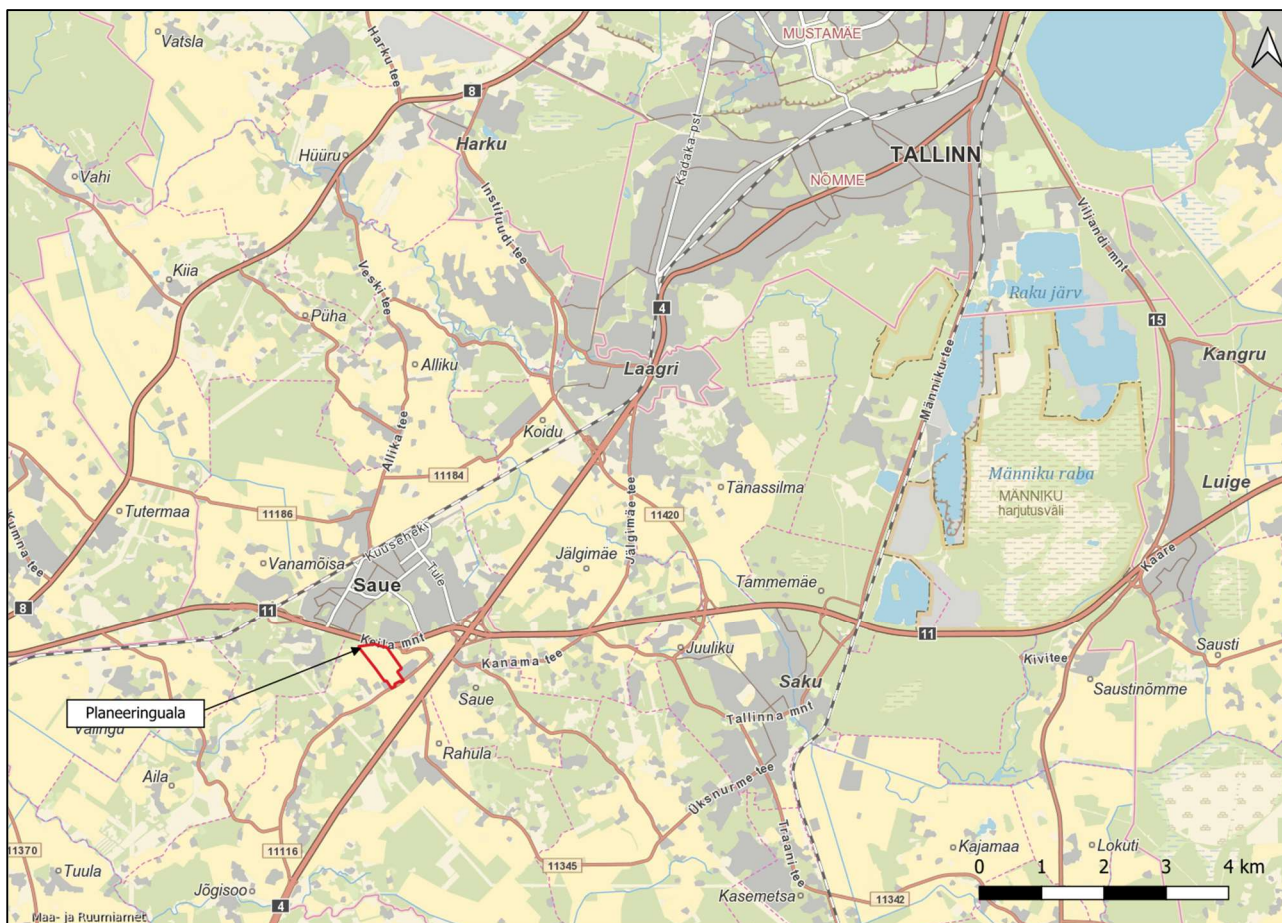 Vatsla
Harku tee
MUSTAMÄE
8
Hüüru
Harku
Kadaka pst
TALLINN
NÕMME
Vahi
Instituudi tee
Viljandi mnt
Kiia
Veski tee
Püha
4
Raku järv
15
Kangru
Alliku
Laagri
Männiku tee
Koidu
Allika tee
11184
Männiku raba
MÄNNIKU
harjutusväli
Luige
Tänassilma
Tutermaa
11186
11420
Kumna tee
Kuuseheki
Jälgimäe tee
Kaare
Vanamõisa
Jälgimäe
Tule
Saue
Tammemäe
8
11
11
Keila mnt
Juuliku
Sausti
Kanama tee
Kivitee
Saku
Saustinõmme
Saue
Planeeringuala
Tallinna mnt
Valingu
Rahula
Aila
Üksnurme tee
11370
11116
11345
Traani tee
Kajamaa
Lokuti
Tuula
0 1 2 3 4 km
Jõgisoo
Kasemetsa
11342
4
Maa- ja Ruumiamet